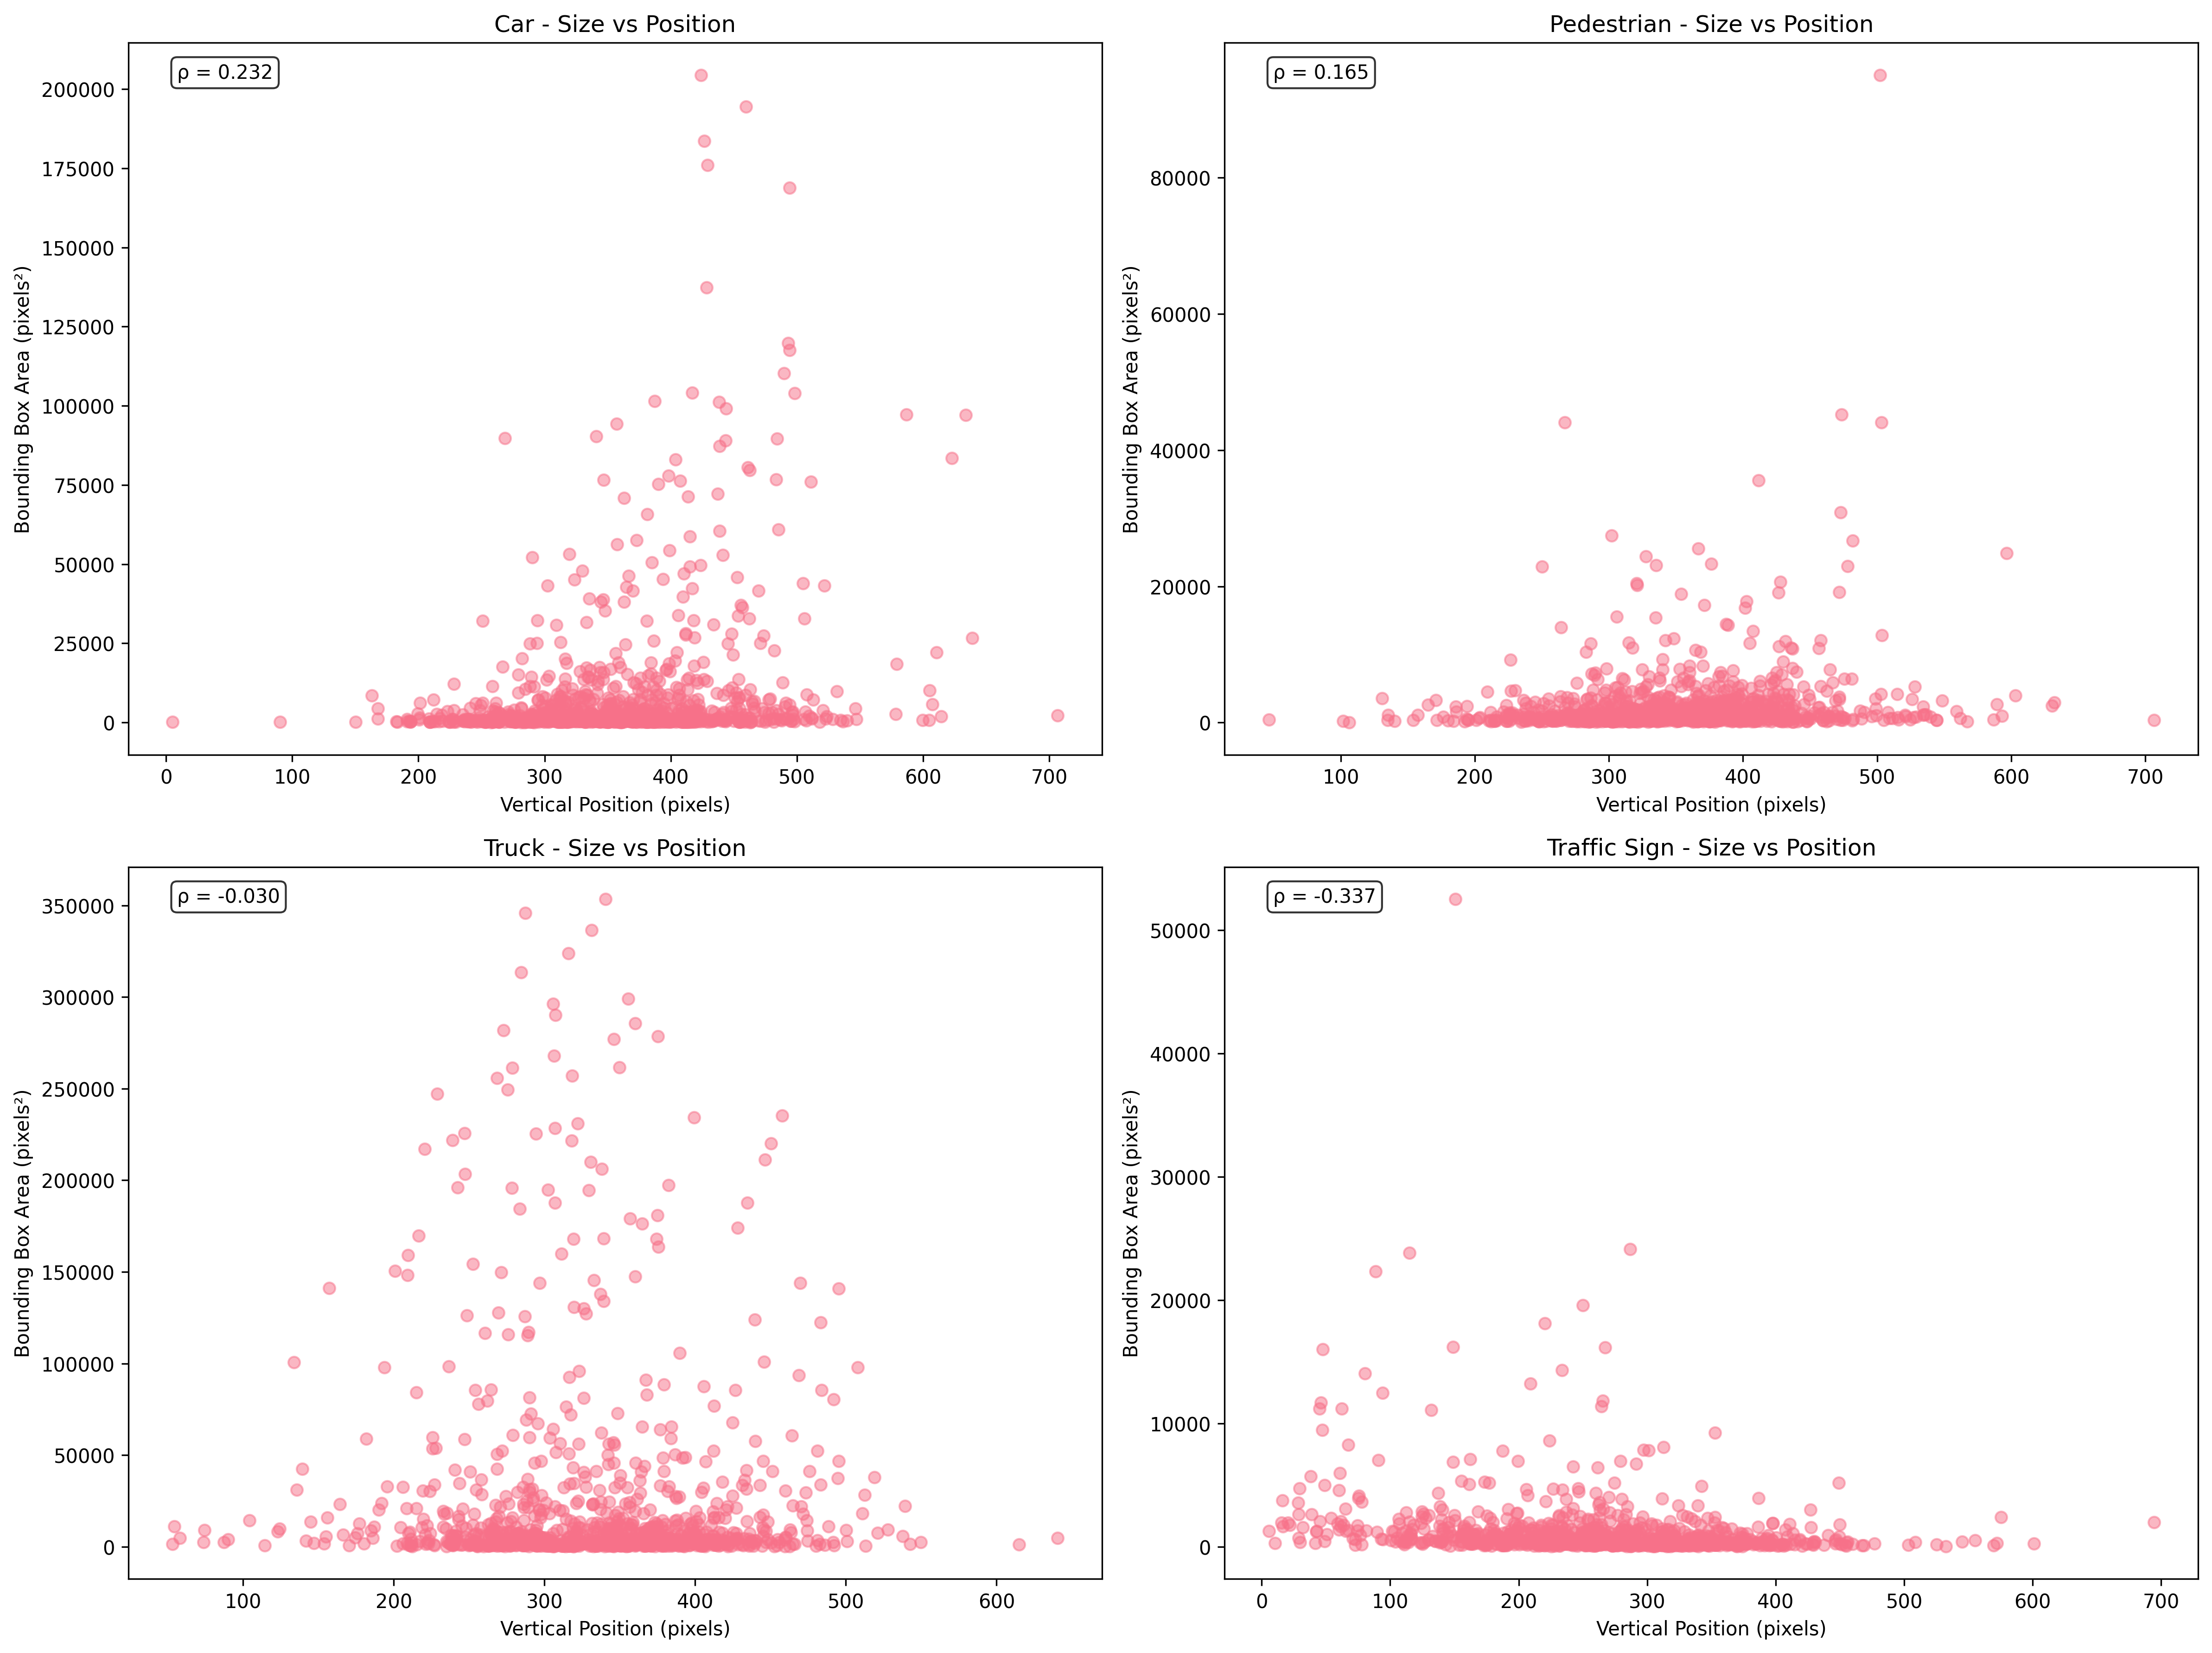 Car - Size vs Position
ρ = 0.232
Bounding Box Area (pixels²)
200000
175000
150000
125000
100000
75000
50000
25000
0
0 100 200 300 400 500 600 700
Vertical Position (pixels)
Pedestrian - Size vs Position
ρ = 0.165
Bounding Box Area (pixels²)
80000
60000
40000
20000
0
100 200 300 400 500 600 700
Vertical Position (pixels)
Truck - Size vs Position
ρ = -0.030
Bounding Box Area (pixels²)
350000
300000
250000
200000
150000
100000
50000
0
100 200 300 400 500 600
Vertical Position (pixels)
Traffic Sign - Size vs Position
ρ = -0.337
Bounding Box Area (pixels²)
50000
40000
30000
20000
10000
0
0 100 200 300 400 500 600 700
Vertical Position (pixels)